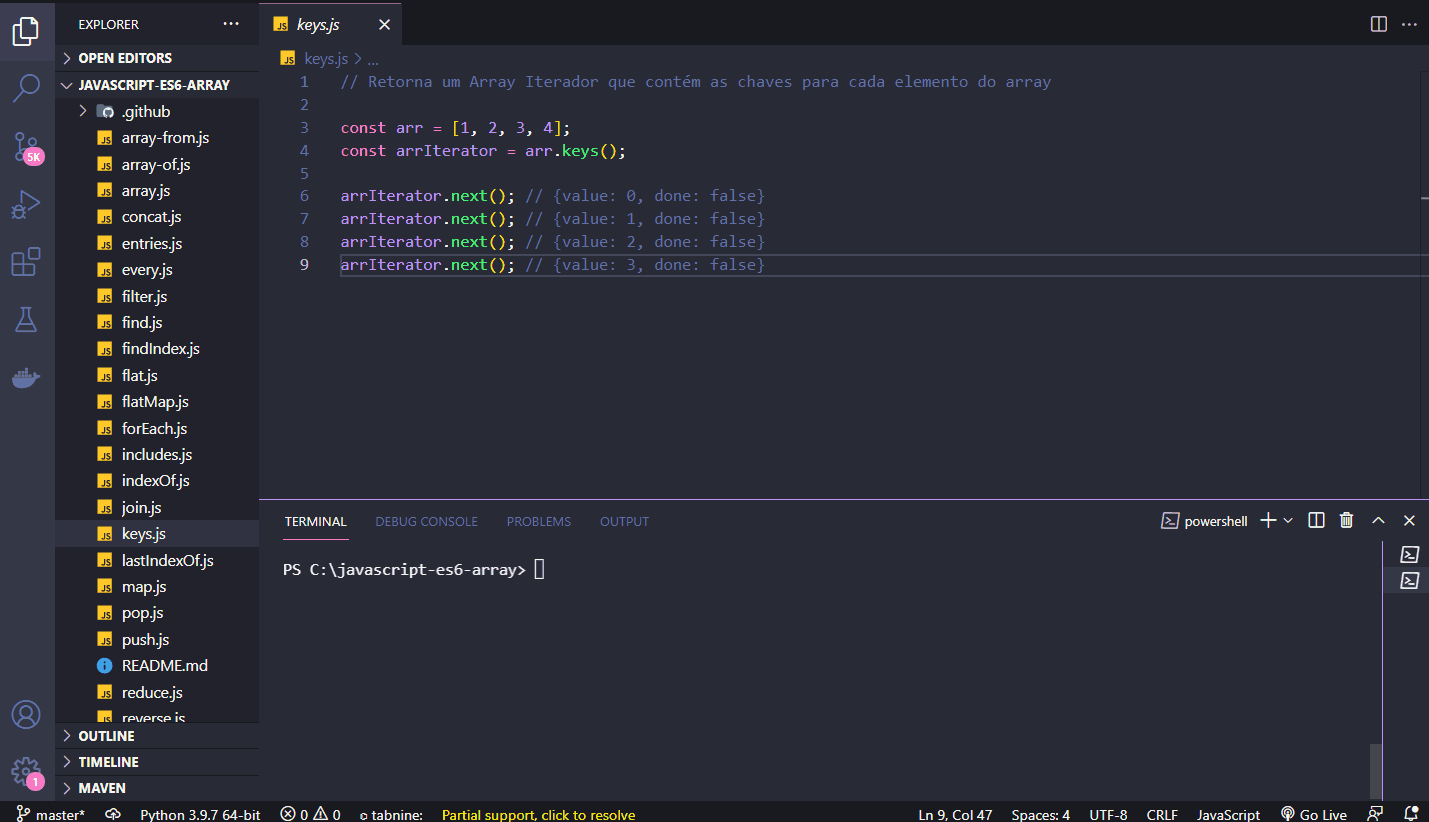 EXPLORER ...
OPEN EDITORS
JAVASCRIPT-ES6-ARRAY
.github
array-from.js
array-of.js
array.js
concat.js
entries.js
every.js
filter.js
find.js
findIndex.js
flat.js
flatMap.js
forEach.js
includes.js
indexOf.js
join.js
keys.js
lastIndexOf.js
map.js
pop.js
push.js
README.md
reduce.js
reverse.js
OUTLINE
TIMELINE
MAVEN
5K
1
JS keys.js
JS keys.js > ...
1 // Retorna um Array Iterador que contém as chaves para cada elemento do array
2
3 const arr = [1, 2, 3, 4];
4 const arrIterator = arr.keys();
5
6 arrIterator.next(); // {value: 0, done: false}
7 arrIterator.next(); // {value: 1, done: false}
8 arrIterator.next(); // {value: 2, done: false}
9 arrIterator.next(); // {value: 3, done: false}
TERMINAL DEBUG CONSOLE PROBLEMS OUTPUT powershell
PS C:\javascript-es6-array>
master* Python 3.9.7 64-bit 0 0 tabnine: Partial support, click to resolve Ln 9, Col 47 Spaces: 4 UTF-8 CRLF JavaScript Go Live